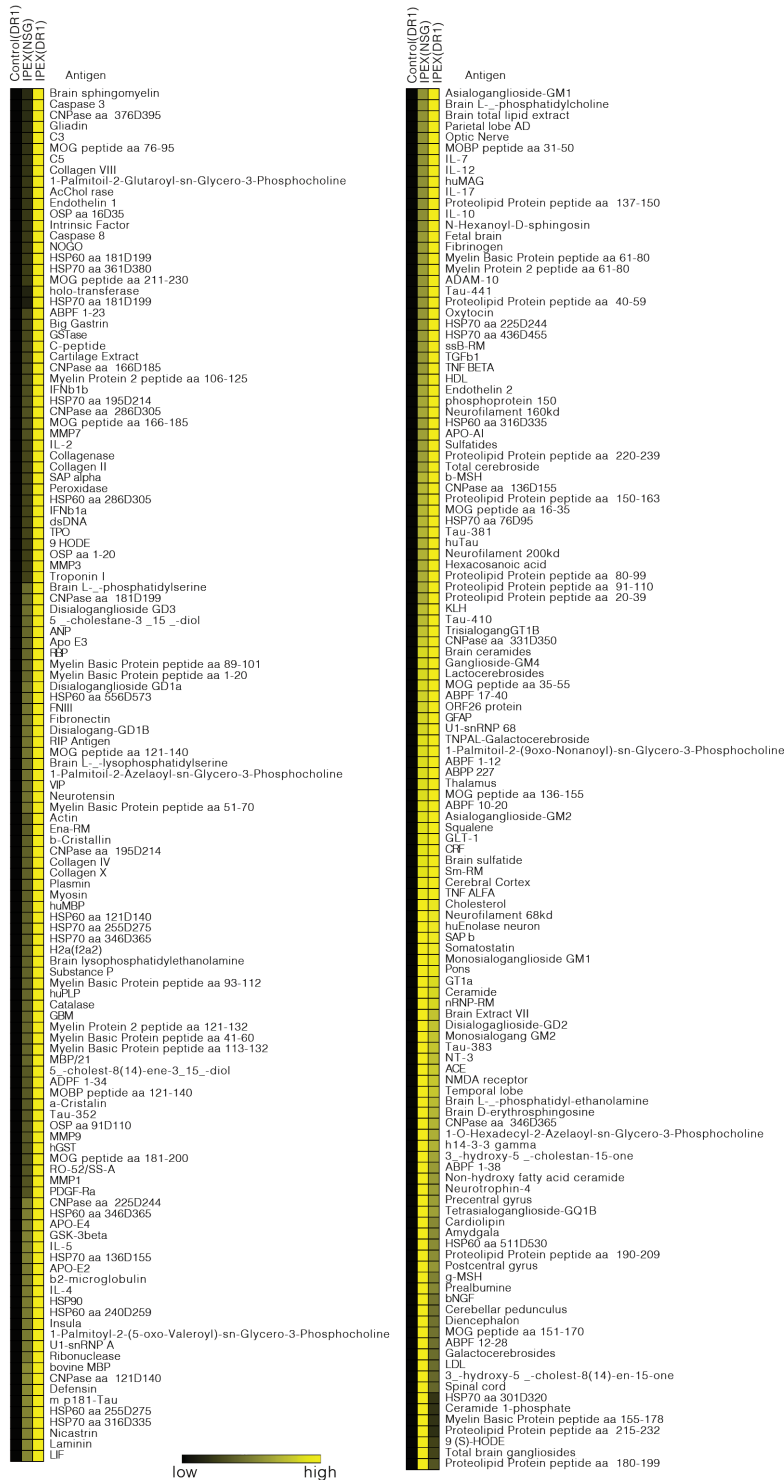 Control(DR1)
IPEX(NSG)
IPEX(DR1)
Antigen
Brain sphingomyelin
Caspase 3
CNPase aa 376D395
Gliadin
C3
MOG peptide aa 76-95
C5
Collagen VIII
1-Palmitoil-2-Glutaroyl-sn-Glycero-3-Phosphocholine
AcChol rase
Endothelin 1
OSP aa 16D35
Intrinsic Factor
Caspase 8
NOGO
HSP60 aa 181D199
HSP70 aa 361D380
MOG peptide aa 211-230
holo-transferase
HSP70 aa 181D199
ABPF 1-23
Big Gastrin
GSTase
C-peptide
Cartilage Extract
CNPase aa 166D185
Myelin Protein 2 peptide aa 106-125
IFNb1b
HSP70 aa 195D214
CNPase aa 286D305
MOG peptide aa 166-185
MMP7
IL-2
Collagenase
Collagen II
SAP alpha
Peroxidase
HSP60 aa 286D305
IFNb1a
dsDNA
TPO
9 HODE
OSP aa 1-20
MMP3
Troponin I
Brain L-_-phosphatidylserine
CNPase aa 181D199
Disialoganglioside GD3
5 _-cholestane-3 _15 _-diol
ANP
Apo E3
RBP
Myelin Basic Protein peptide aa 89-101
Myelin Basic Protein peptide aa 1-20
Disialoganglioside GD1a
HSP60 aa 556D573
FNIII
Fibronectin
Disialogang-GD1B
RIP Antigen
MOG peptide aa 121-140
Brain L-_-lysophosphatidylserine
1-Palmitoil-2-Azelaoyl-sn-Glycero-3-Phosphocholine
VIP
Neurotensin
Myelin Basic Protein peptide aa 51-70
Actin
Ena-RM
b-Cristallin
CNPase aa 195D214
Collagen IV
Collagen X
Plasmin
Myosin
huMBP
HSP60 aa 121D140
HSP70 aa 255D275
HSP70 aa 346D365
H2a(f2a2)
Brain lysophosphatidylethanolamine
Substance P
Myelin Basic Protein peptide aa 93-112
huPLP
Catalase
GBM
Myelin Protein 2 peptide aa 121-132
Myelin Basic Protein peptide aa 41-60
Myelin Basic Protein peptide aa 113-132
MBP/21
5_-cholest-8(14)-ene-3_15_-diol
ADPF 1-34
MOBP peptide aa 121-140
a-Cristalin
Tau-352
OSP aa 91D110
MMP9
hGST
MOG peptide aa 181-200
RO-52/SS-A
MMP1
PDGF-Ra
CNPase aa 225D244
HSP60 aa 346D365
APO-E4
GSK-3beta
IL-5
HSP70 aa 136D155
APO-E2
b2-microglobulin
IL-4
HSP90
HSP60 aa 240D259
Insula
1-Palmitoyl-2-(5-oxo-Valeroyl)-sn-Glycero-3-Phosphocholine
U1-snRNP A
Ribonuclease
bovine MBP
CNPase aa 121D140
Defensin
m p181-Tau
HSP60 aa 255D275
HSP70 aa 316D335
Nicastrin
Laminin
LIF
low
high
Control(DR1)
IPEX(NSG)
IPEX(DR1)
Antigen
Asialoganglioside-GM1
Brain L-_-phosphatidylcholine
Brain total lipid extract
Parietal lobe AD
Optic Nerve
MOBP peptide aa 31-50
IL-7
IL-12
huMAG
IL-17
Proteolipid Protein peptide aa 137-150
IL-10
N-Hexanoyl-D-sphingosin
Fetal brain
Fibrinogen
Myelin Basic Protein peptide aa 61-80
Myelin Protein 2 peptide aa 61-80
ADAM-10
Tau-441
Proteolipid Protein peptide aa 40-59
Oxytocin
HSP70 aa 225D244
HSP70 aa 436D455
ssB-RM
TGFb1
TNF BETA
HDL
Endothelin 2
phosphoprotein 150
Neurofilament 160kd
HSP60 aa 316D335
APO-AI
Sulfatides
Proteolipid Protein peptide aa 220-239
Total cerebroside
b-MSH
CNPase aa 136D155
Proteolipid Protein peptide aa 150-163
MOG peptide aa 16-35
HSP70 aa 76D95
Tau-381
huTau
Neurofilament 200kd
Hexacosanoic acid
Proteolipid Protein peptide aa 80-99
Proteolipid Protein peptide aa 91-110
Proteolipid Protein peptide aa 20-39
KLH
Tau-410
TrisialogangGT1B
CNPase aa 331D350
Brain ceramides
Ganglioside-GM4
Lactocerebrosides
MOG peptide aa 35-55
ABPF 17-40
ORF26 protein
GFAP
U1-snRNP 68
TNPAL-Galactocerebroside
1-Palmitoil-2-(9oxo-Nonanoyl)-sn-Glycero-3-Phosphocholine
ABPF 1-12
ABPP 227
Thalamus
MOG peptide aa 136-155
ABPF 10-20
Asialoganglioside-GM2
Squalene
GLT-1
CRF
Brain sulfatide
Sm-RM
Cerebral Cortex
TNF ALFA
Cholesterol
Neurofilament 68kd
huEnolase neuron
SAP b
Somatostatin
Monosialoganglioside GM1
Pons
GT1a
Ceramide
nRNP-RM
Brain Extract VII
Disialogaglioside-GD2
Monosialogang GM2
Tau-383
NT-3
ACE
NMDA receptor
Temporal lobe
Brain L-_-phosphatidyl-ethanolamine
Brain D-erythrosphingosine
CNPase aa 346D365
1-O-Hexadecyl-2-Azelaoyl-sn-Glycero-3-Phosphocholine
h14-3-3 gamma
3_-hydroxy-5 _-cholestan-15-one
ABPF 1-38
Non-hydroxy fatty acid ceramide
Neurotrophin-4
Precentral gyrus
Tetrasialoganglioside-GQ1B
Cardiolipin
Amydgala
HSP60 aa 511D530
Proteolipid Protein peptide aa 190-209
Postcentral gyrus
g-MSH
Prealbumine
bNGF
Cerebellar pedunculus
Diencephalon
MOG peptide aa 151-170
ABPF 12-28
Galactocerebrosides
LDL
3_-hydroxy-5 _-cholest-8(14)-en-15-one
Spinal cord
HSP70 aa 301D320
Ceramide 1-phosphate
Myelin Basic Protein peptide aa 155-178
Proteolipid Protein peptide aa 215-232
9 (S)-HODE
Total brain gangliosides
Proteolipid Protein peptide aa 180-199